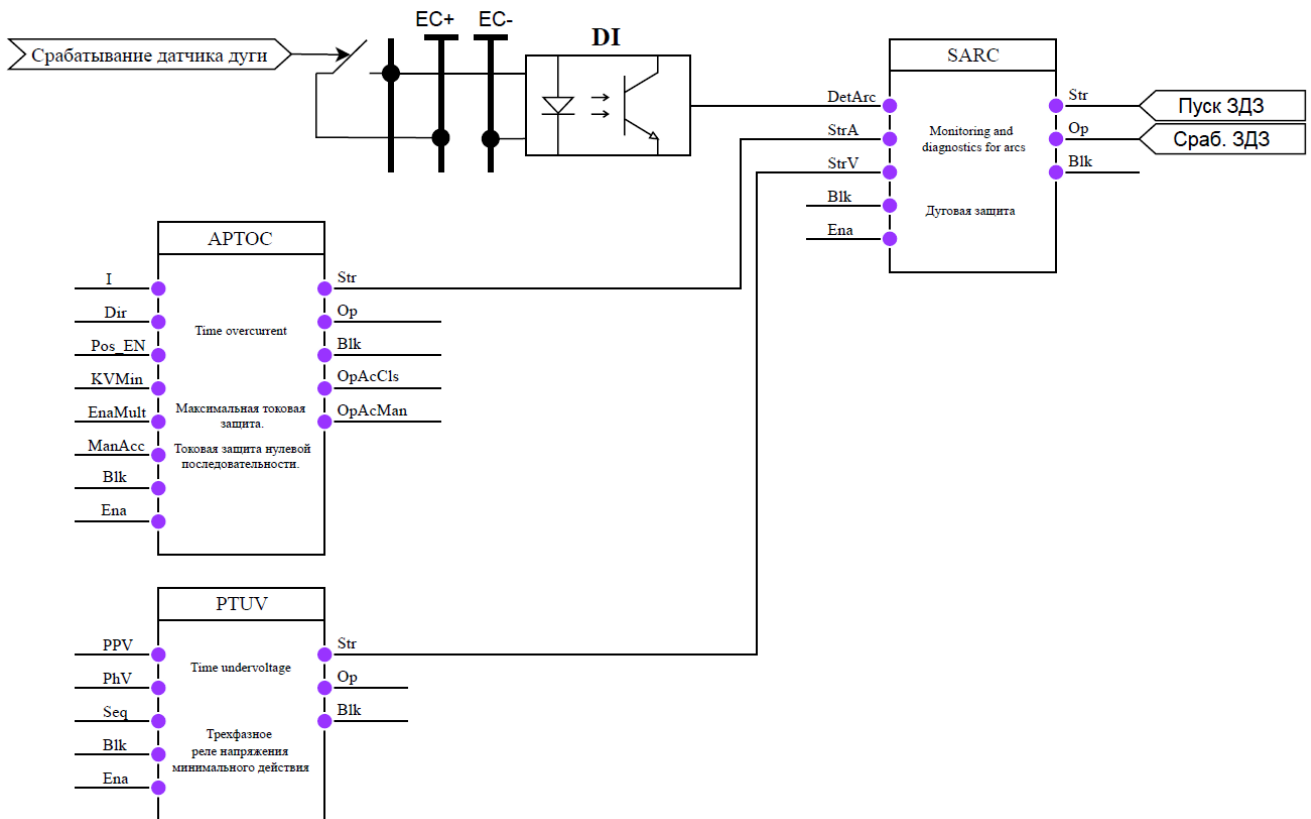 EC+ EC-
DI
Срабатывание датчика дуги
SARC
DetArc
StrA
StrV
Blk
Ena
Monitoring and
diagnostics for arcs
Дуговая защита
Str
Op
Blk
Пуск ЗДЗ
Сраб. ЗДЗ
APTOC
I
Dir
Pos_EN
KVMin
EnaMult
ManAcc
Blk
Ena
Time overcurrent
Максимальная токовая
защита.
Токовая защита нулевой
последовательности.
Str
Op
Blk
OpAcCls
OpAcMan
PTUV
PPV
PhV
Seq
Blk
Ena
Time undervoltage
Трехфазное
реле напряжения
минимального действия
Str
Op
Blk